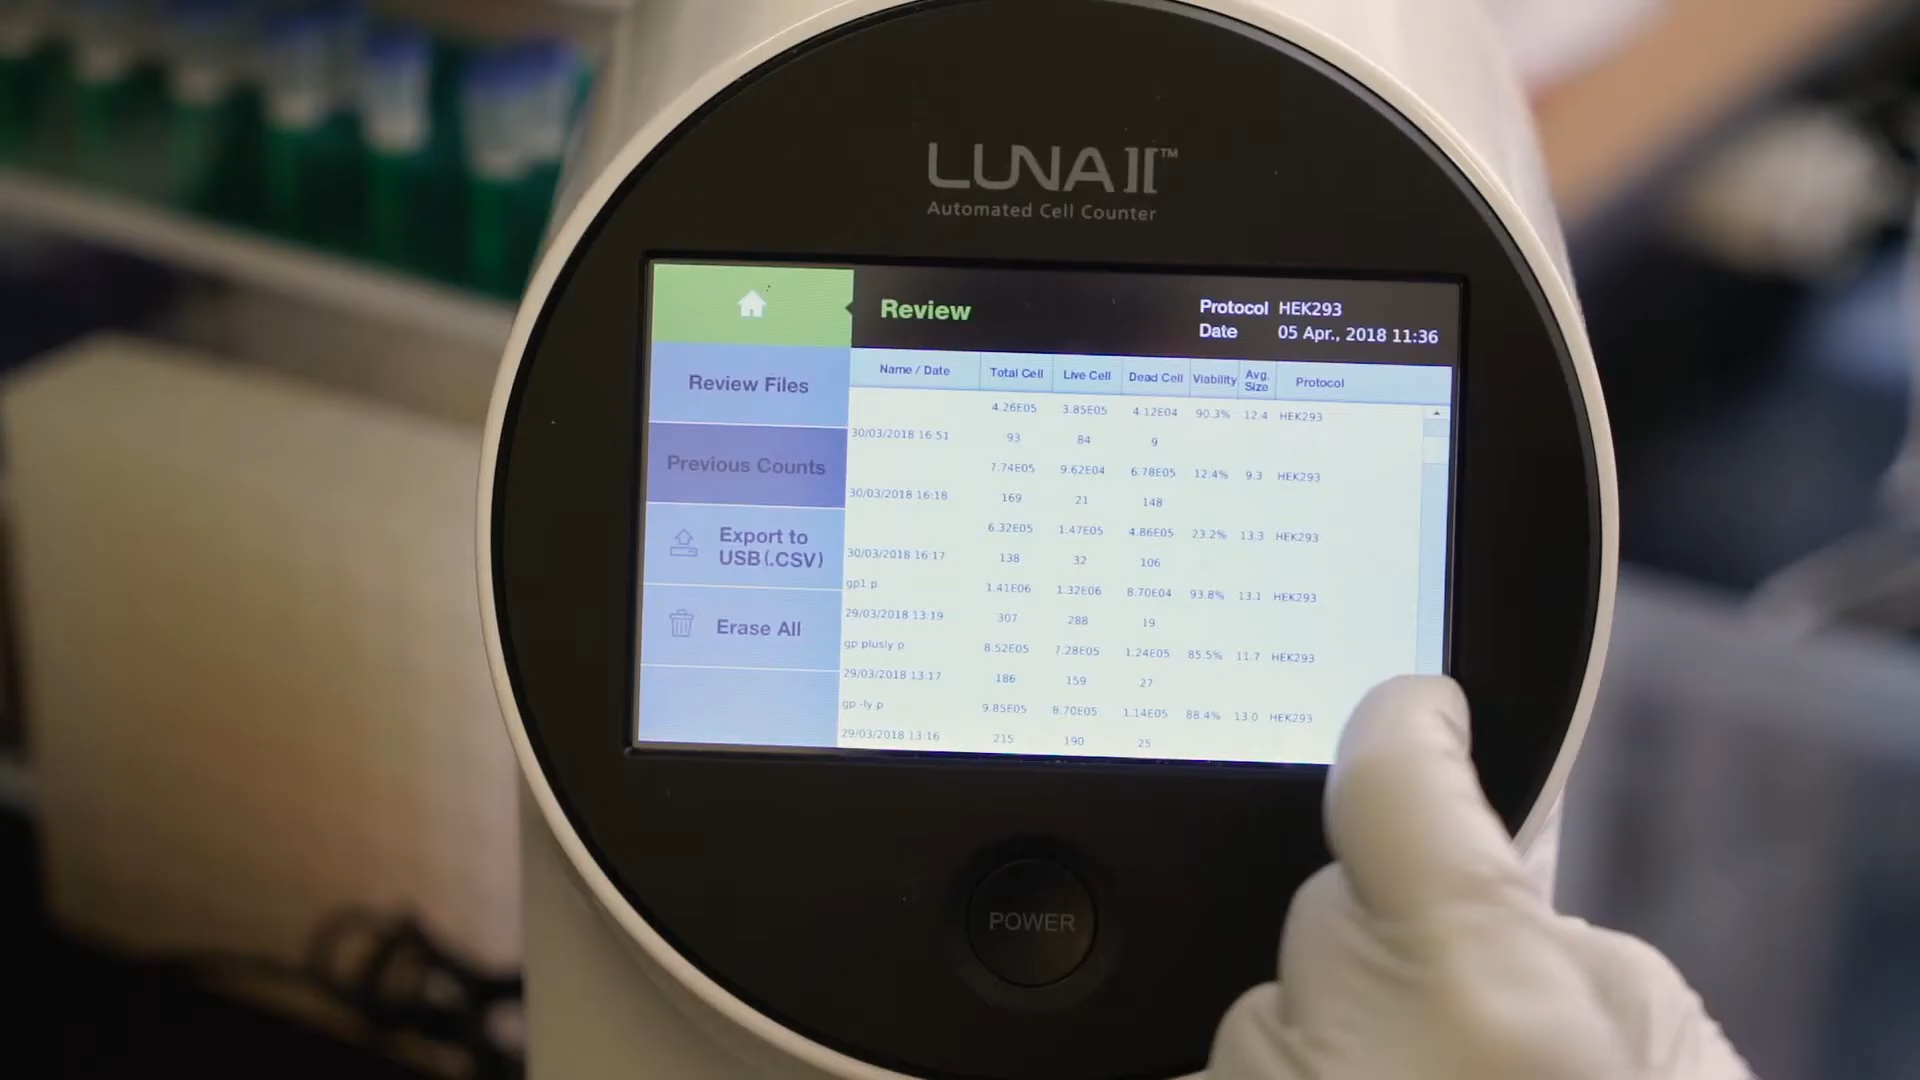 LUNA II™
Automated Cell Counter
Review
Protocol HEK293
Date 05 Apr., 2018 11:36
Review Files
Previous Counts
Export to
USB (.CSV)
Erase All
Name / Date Total Cell Live Cell Dead Cell Viability Avg. Size Protocol
4.26E05 3.85E05 4.12E04 90.3% 12.4 HEK293
30/03/2018 16:51 93 84 9
7.74E05 9.62E04 6.78E05 12.4% 9.3 HEK293
30/03/2018 16:18 169 21 148
6.32E05 1.47E05 4.86E05 23.2% 13.3 HEK293
30/03/2018 16:17 138 32 106
gp1 p 1.41E06 1.32E06 8.70E04 93.8% 13.1 HEK293
29/03/2018 13:19 307 288 19
gp plusly p 8.52E05 7.28E05 1.24E05 85.5% 11.7 HEK293
29/03/2018 13:17 186 159 27
gp -ly p 9.85E05 8.70E05 1.14E05 88.4% 13.0 HEK293
29/03/2018 13:16 215 190 25
POWER